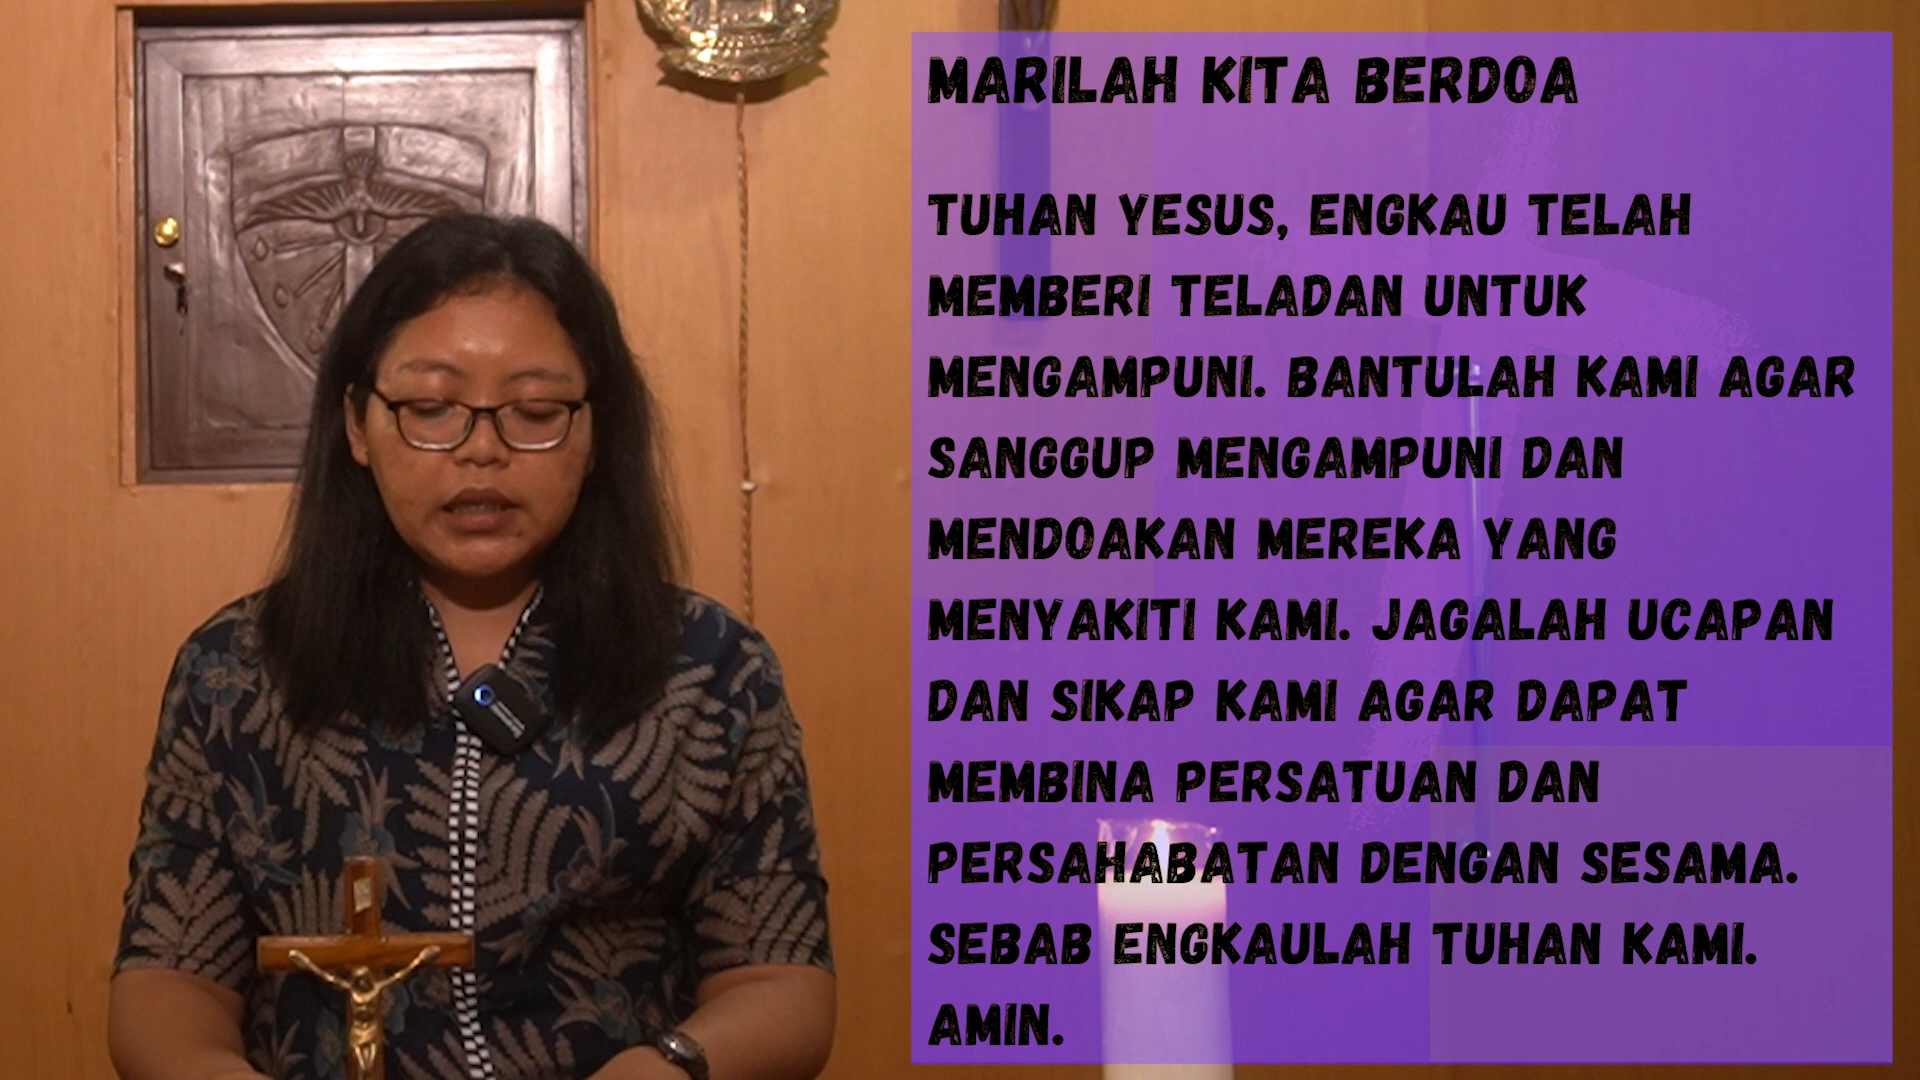 MARILAH KITA BERDOA
TUHAN YESUS, ENGKAU TELAH
MEMBERI TELADAN UNTUK
MENGAMPUNI. BANTULAH KAMI AGAR
SANGGUP MENGAMPUNI DAN
MENDOAKAN MEREKA YANG
MENYAKITI KAMI. JAGALAH UCAPAN
DAN SIKAP KAMI AGAR DAPAT
MEMBINA PERSATUAN DAN
PERSAHABATAN DENGAN SESAMA.
SEBAB ENGKAULAH TUHAN KAMI.
AMIN.